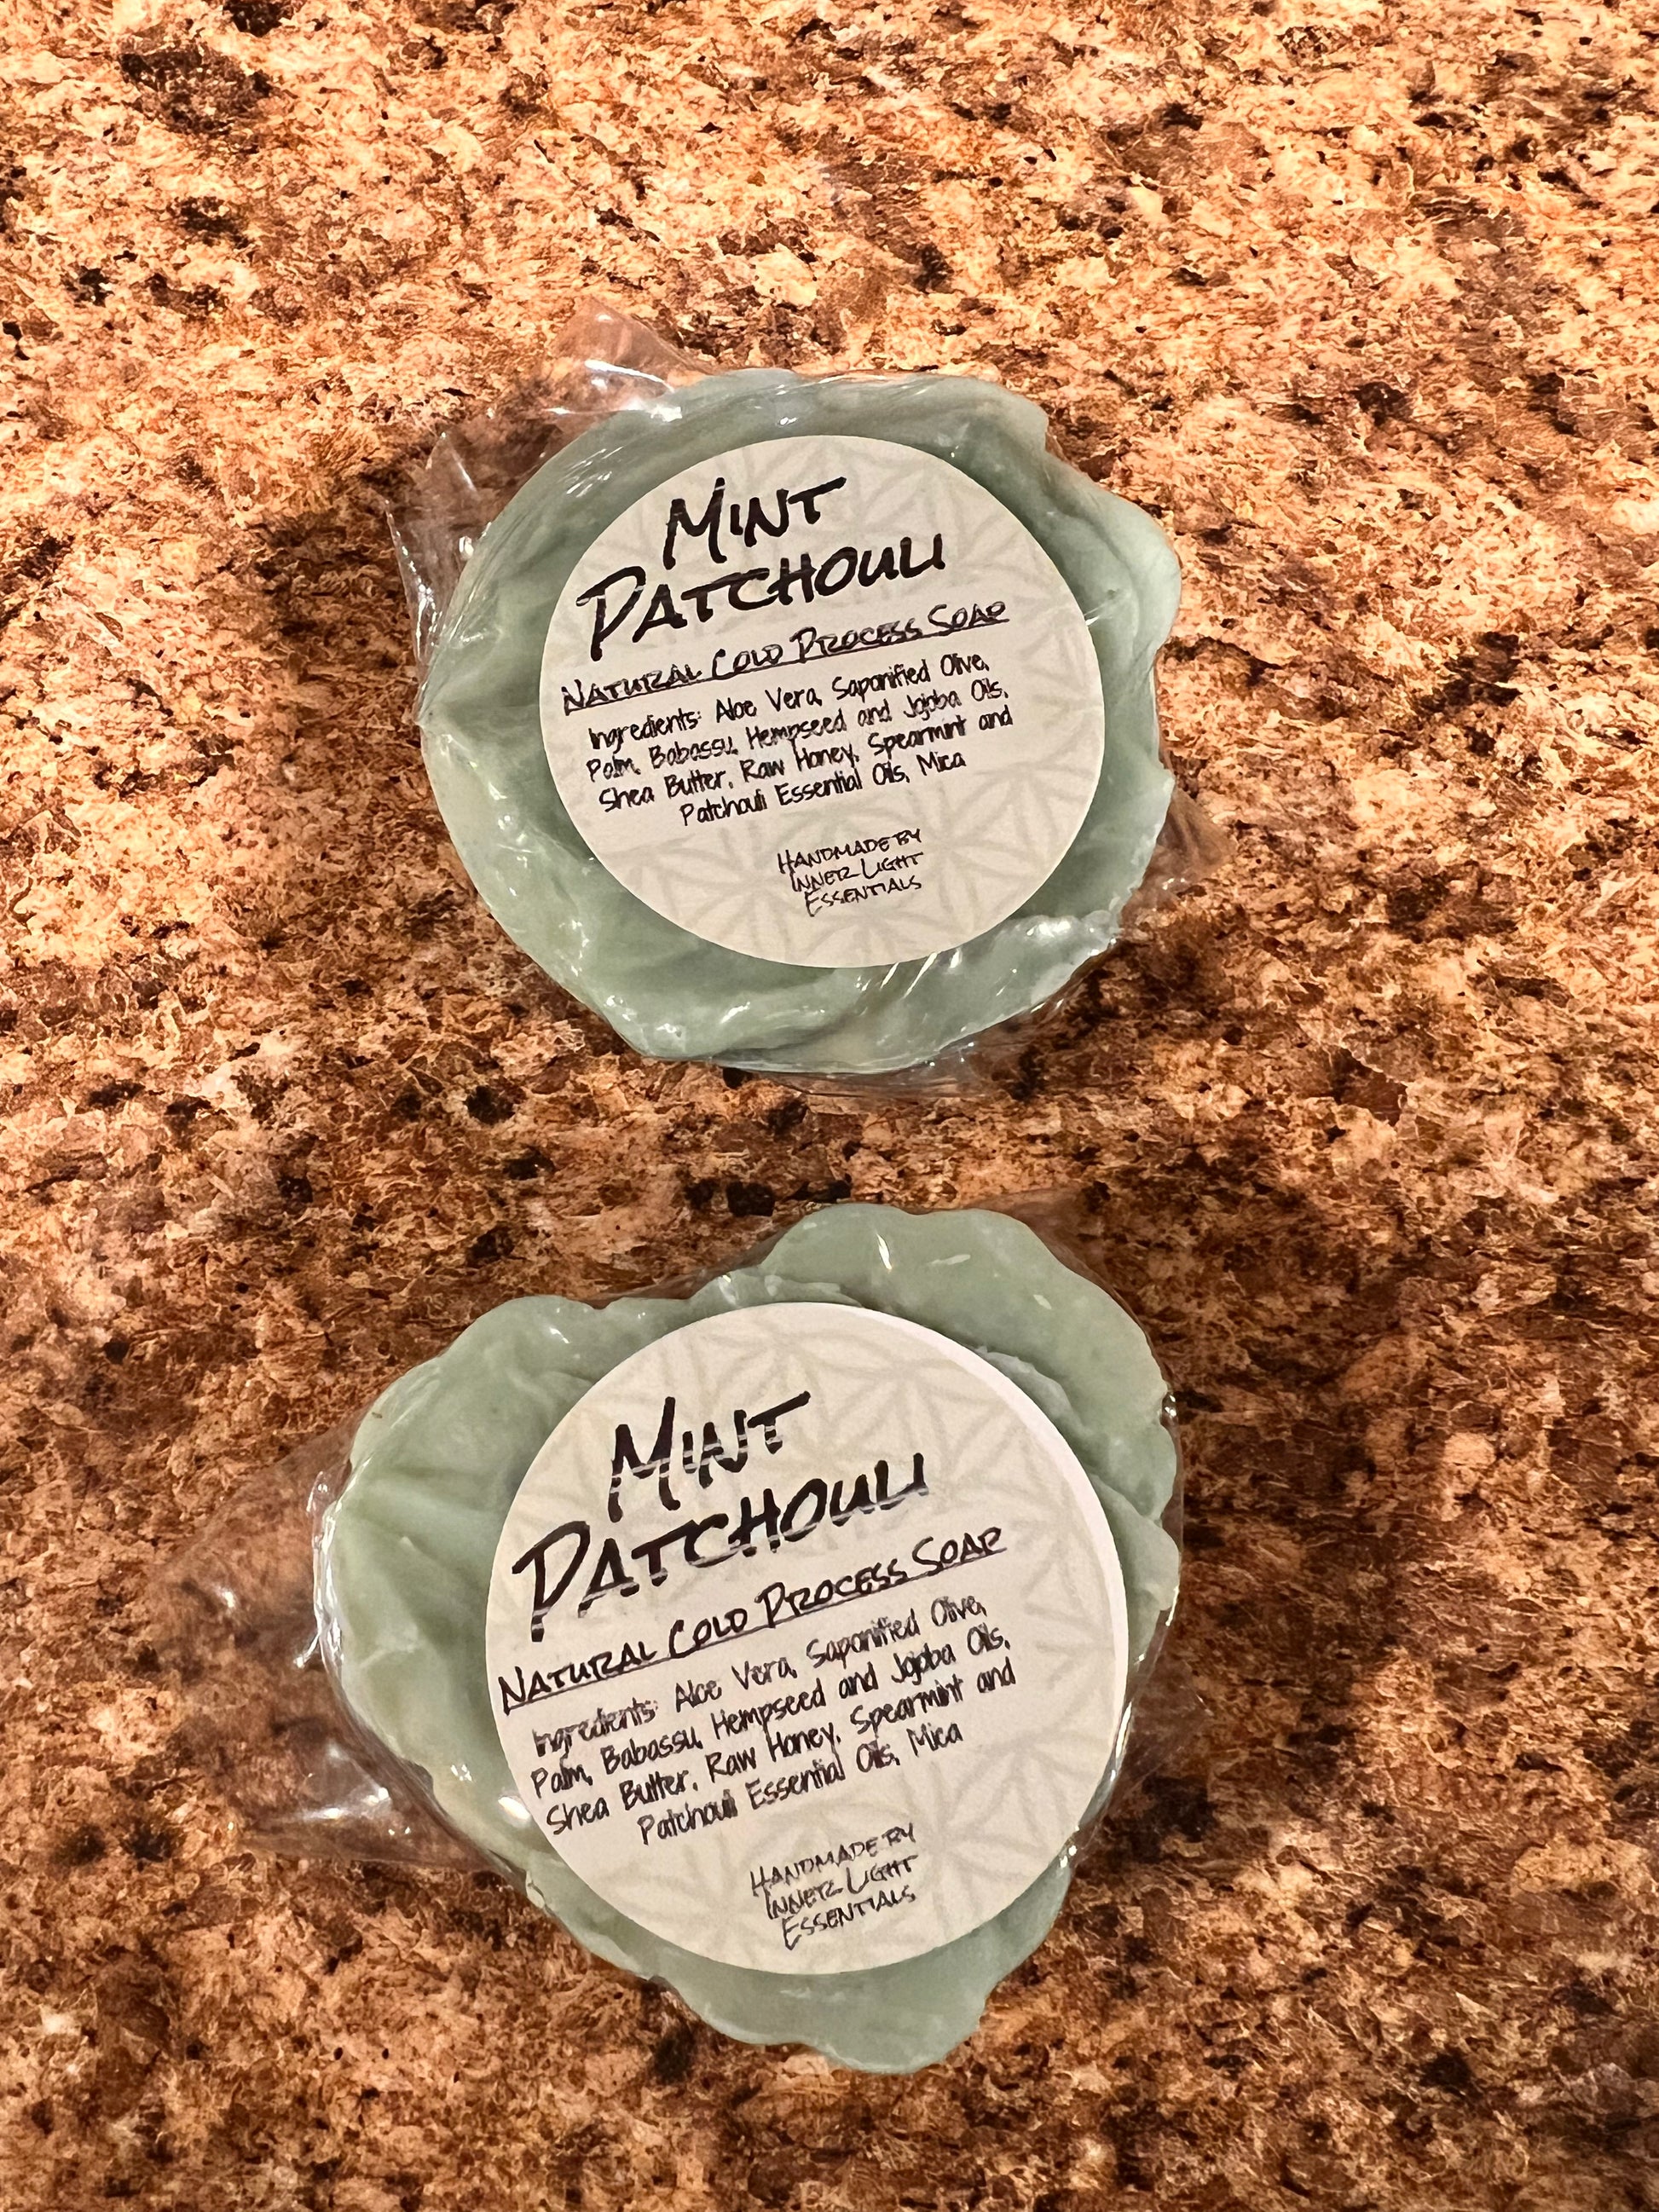 MINT
PATCHOULI
NATURAL COLD PROCESS SOAP
Ingredients: Aloe Vera, Saponified Olive,
Palm, Babassu, Hempseed and Jojoba Oils,
Shea Butter, Raw Honey, Spearmint and
Patchouli Essential Oils, Mica
HANDMADE BY
INNER LIGHT
ESSENTIALS
MINT
PATCHOULI
NATURAL COLD PROCESS SOAP
Ingredients: Aloe Vera, Saponified Olive,
Palm, Babassu, Hempseed and Jojoba Oils,
Shea Butter, Raw Honey, Spearmint and
Patchouli Essential Oils, Mica
HANDMADE BY
INNER LIGHT
ESSENTIALS